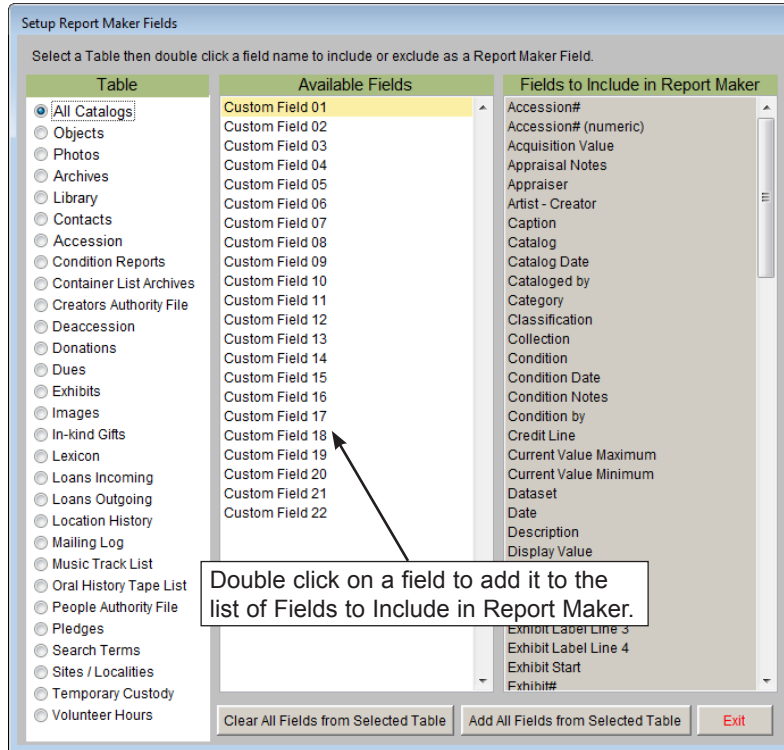 Setup Report Maker Fields
Select a Table then double click a field name to include or exclude as a Report Maker Field.
Table
All Catalogs
Objects
Photos
Archives
Library
Contacts
Accession
Condition Reports
Container List Archives
Creators Authority File
Deaccession
Donations
Dues
Exhibits
Images
In-kind Gifts
Lexicon
Loans Incoming
Loans Outgoing
Location History
Mailing Log
Music Track List
Oral History Tape List
People Authority File
Pledges
Search Terms
Sites / Localities
Temporary Custody
Volunteer Hours
Available Fields
Custom Field 01
Custom Field 02
Custom Field 03
Custom Field 04
Custom Field 05
Custom Field 06
Custom Field 07
Custom Field 08
Custom Field 09
Custom Field 10
Custom Field 11
Custom Field 12
Custom Field 13
Custom Field 14
Custom Field 15
Custom Field 16
Custom Field 17
Custom Field 18
Custom Field 19
Custom Field 20
Custom Field 21
Custom Field 22
Fields to Include in Report Maker
Accession#
Accession# (numeric)
Acquisition Value
Appraisal Notes
Appraiser
Artist - Creator
Caption
Catalog
Catalog Date
Cataloged by
Category
Classification
Collection
Condition
Condition Date
Condition Notes
Condition by
Credit Line
Current Value Maximum
Current Value Minimum
Dataset
Date
Description
Display Value
Exhibit Label Line 3
Exhibit Label Line 4
Exhibit Start
Exhibit#
Double click on a field to add it to the
list of Fields to Include in Report Maker.
Clear All Fields from Selected Table
Add All Fields from Selected Table
Exit